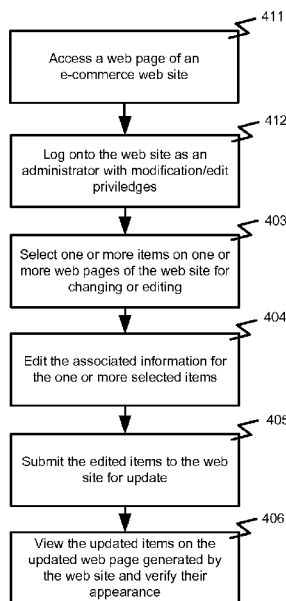 411
Access a web page of an
e-commerce web site
412
Log onto the web site as an
administrator with modification/edit
priviledges
403
Select one or more items on one or
more web pages of the web site for
changing or editing
404
Edit the associated information for
the one or more selected items
405
Submit the edited items to the web
site for update
406
View the updated items on the
updated web page generated by
the web site and verify their
appearance